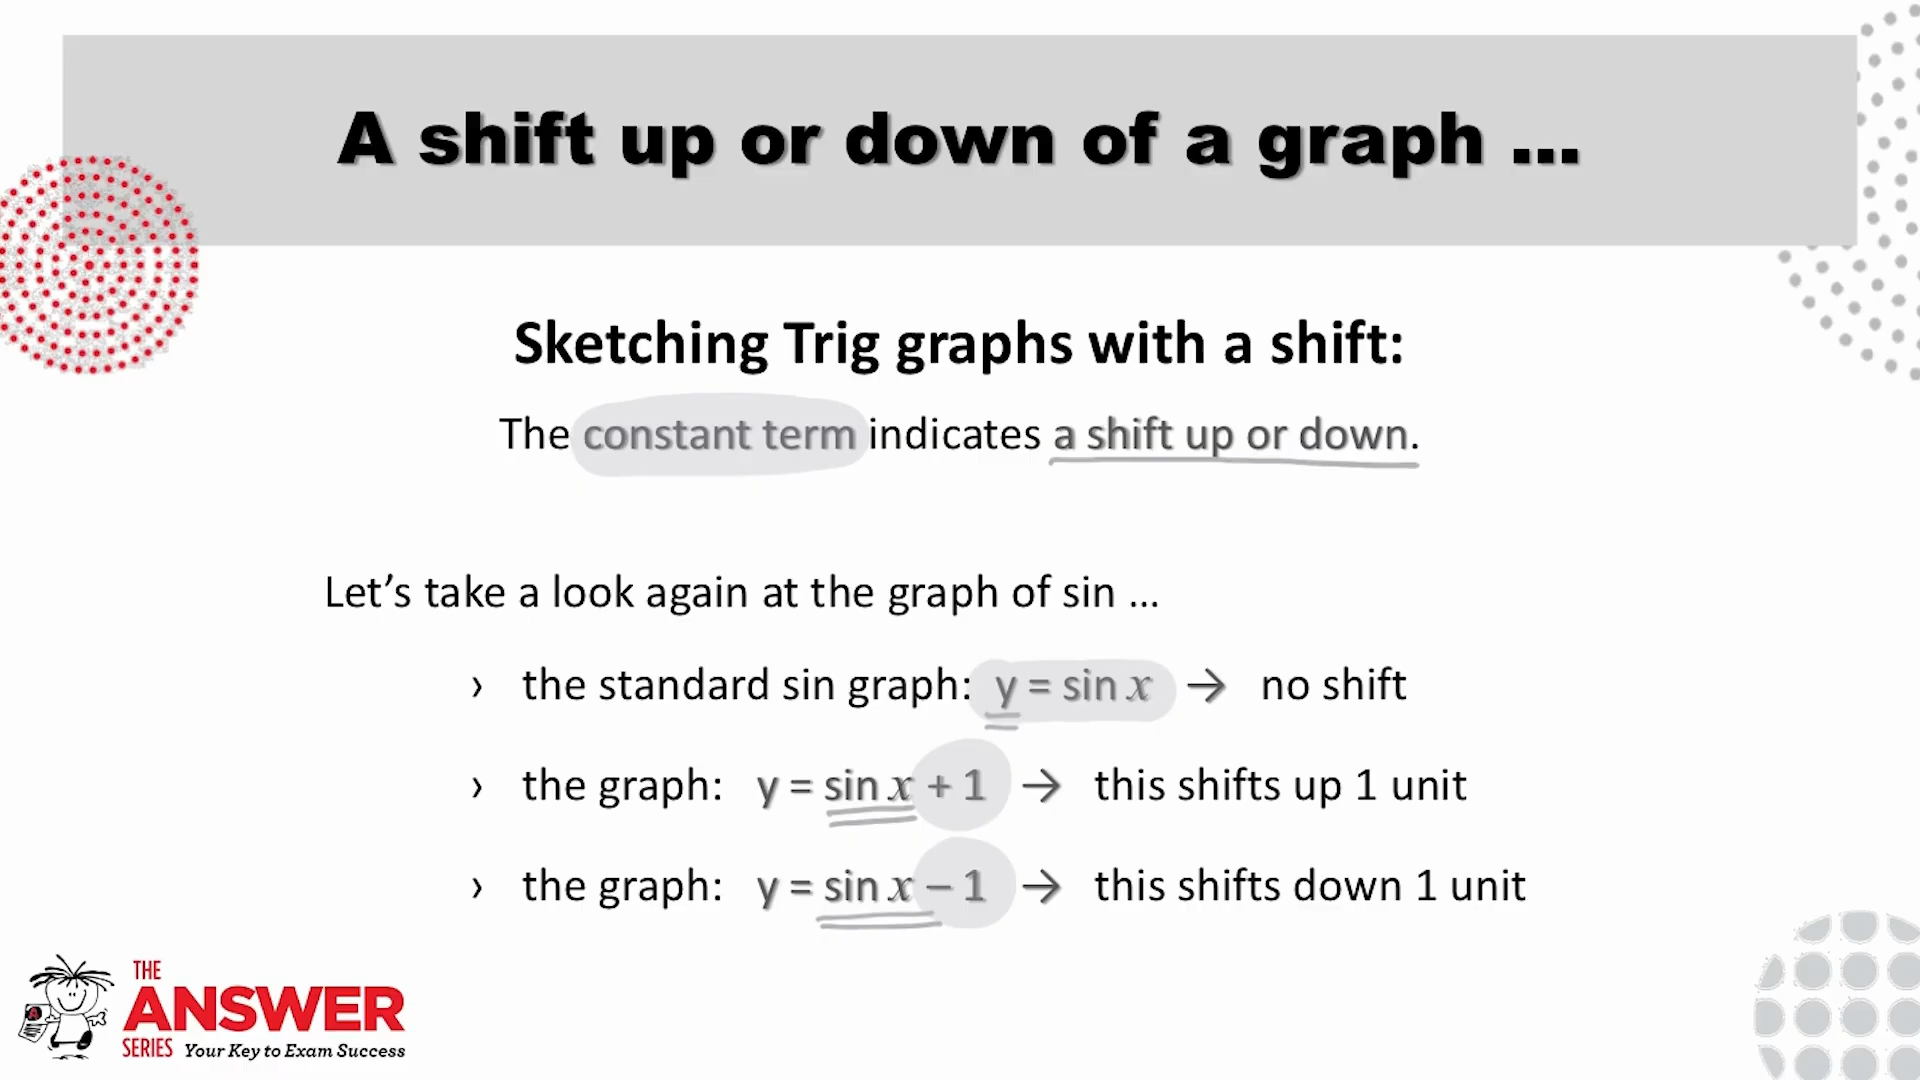 A shift up or down of a graph ...
Sketching Trig graphs with a shift:
The constant term indicates a shift up or down.
Let’s take a look again at the graph of sin ...
› the standard sin graph: y = sin x → no shift
› the graph: y = sin x + 1 → this shifts up 1 unit
› the graph: y = sin x – 1 → this shifts down 1 unit
THE
ANSWER
SERIES Your Key to Exam Success